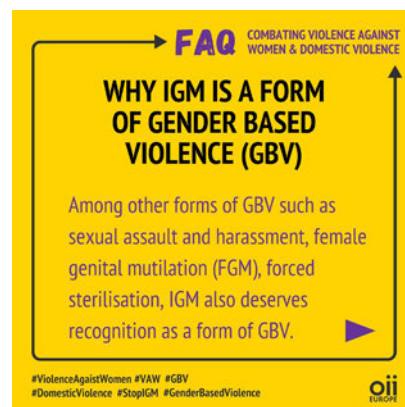 FAQ
COMBATING VIOLENCE AGAINST
WOMEN & DOMESTIC VIOLENCE
WHY IGM IS A FORM
OF GENDER BASED
VIOLENCE (GBV)
Among other forms of GBV such as
sexual assault and harassment, female
genital mutilation (FGM), forced
sterilisation, IGM also deserves
recognition as a form of GBV.
#ViolenceAgaistWomen #VAW #GBV
#DomesticViolence #StopIGM #GenderBasedViolence
oii
EUROPE